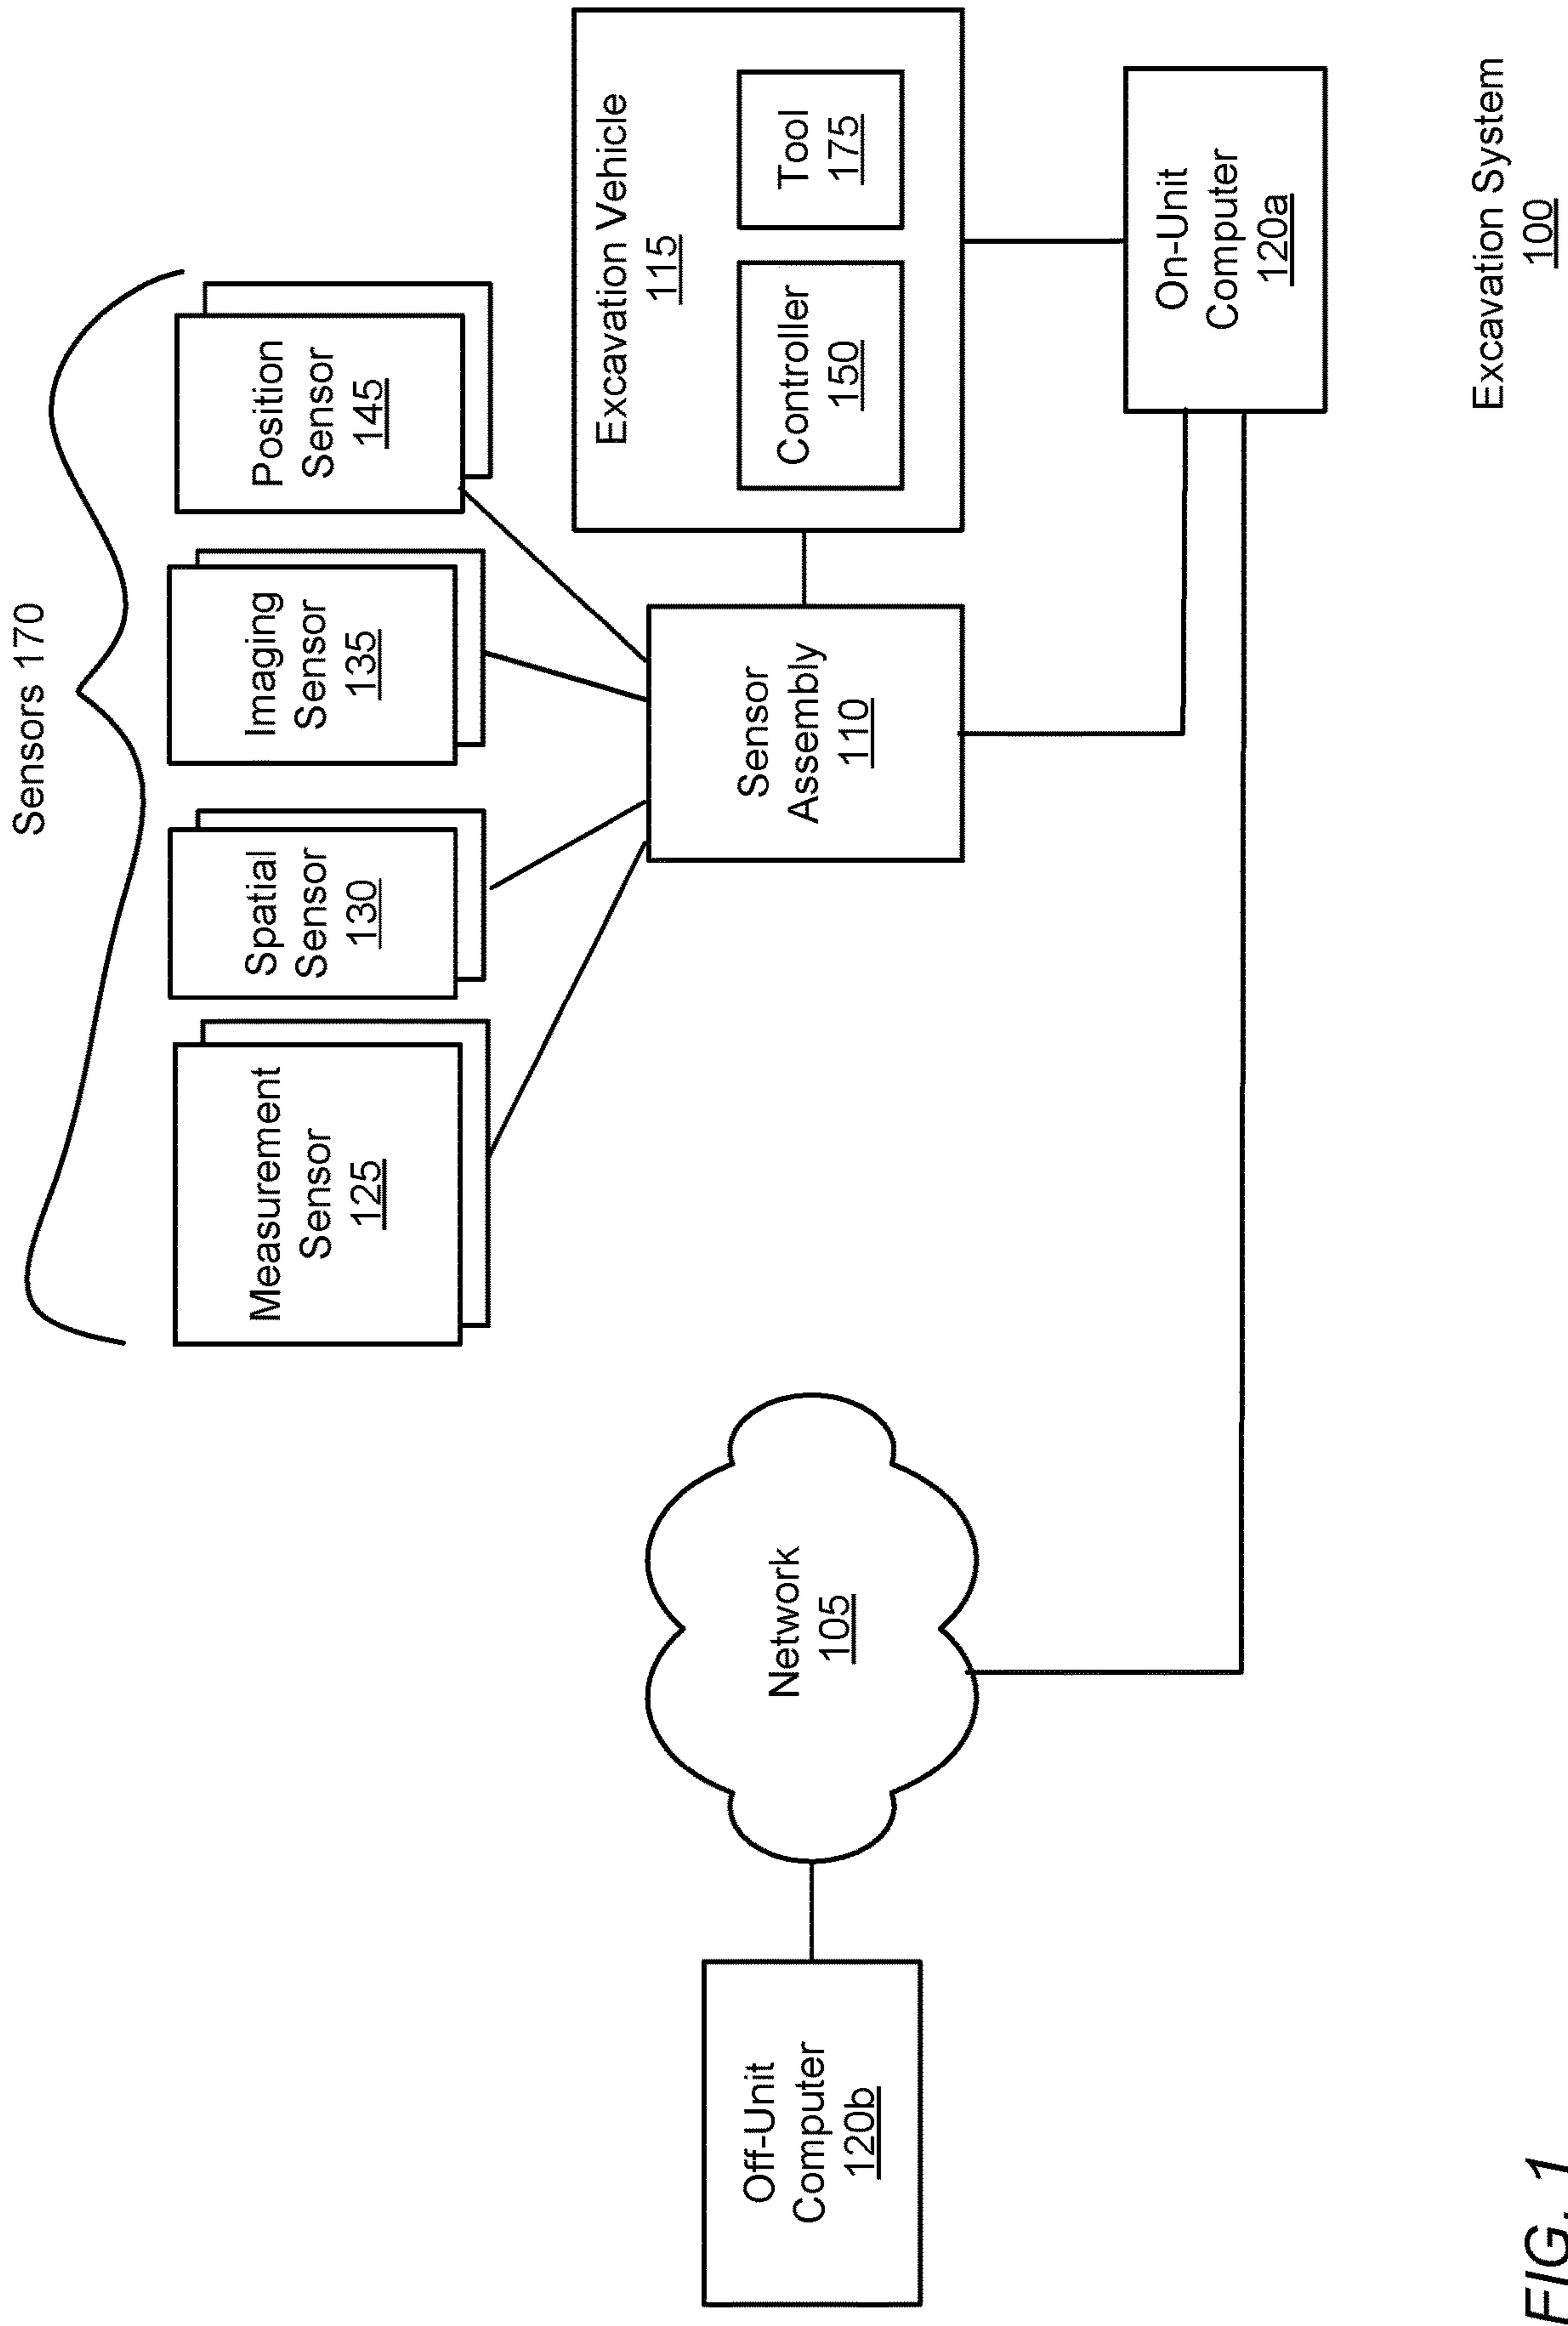 Sensors 170
Measurement
Sensor
125
Spatial
Sensor
130
Imaging
Sensor
135
Position
Sensor
145
Excavation Vehicle
115
Controller
150
Tool
175
Sensor
Assembly
110
Network
105
Off-Unit
Computer
120b
On-Unit
Computer
120a
Excavation System
100
FIG. 1